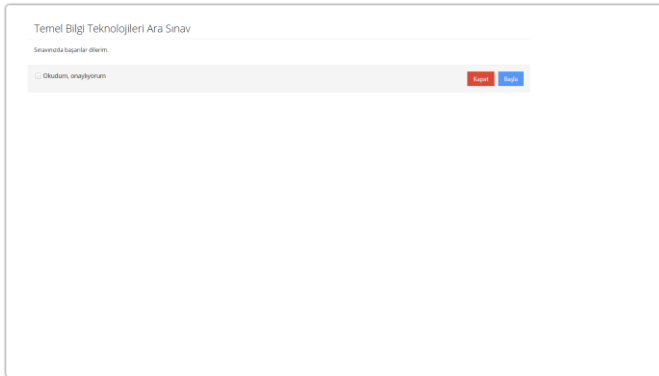 Temel Bilgi Teknolojileri Ara Sınav
Sınavınızda başarılar dilerim.
Okudum, onaylıyorum
Kapat Başla